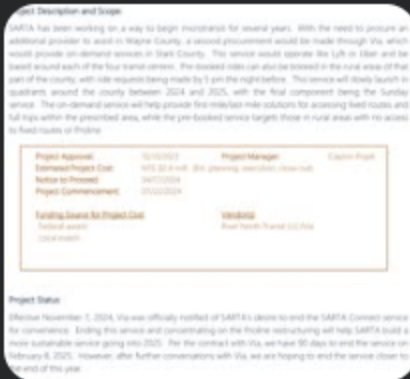 Project Description and Scope:
SARTA has been working on a way to begin microtransit for several years. With the need to procure an
additional provider to assist in Wayne County, a second procurement would be made through Via, which
would provide on-demand services in Stark County. This service would operate like Lyft or Uber and be
based around each of the four transit centers. Pre-booked rides can also be booked in the rural areas of that
part of the county, with ride requests being made by 5 pm the night before. This service will slowly launch in
quadrants around the county between 2024 and 2025, with the final component being the Sunday
service. The on-demand service will help provide first-mile/last-mile solutions for accessing fixed routes and
full trips within the prescribed area, while the pre-booked service targets those in rural areas with no access
to fixed routes or Proline.
Project Approval: Project Manager:
Estimated Project Cost:
Notice to Proceed:
Project Commencement:
Funding Source for Project Cost Vendor(s)
Federal award
Local match
Project Status:
Effective November 7, 2024, Via was officially notified of SARTA's desire to end the SARTA Connect service
for convenience. Ending this service and concentrating on the Proline restructuring will help SARTA build a
more sustainable service going into 2025. Per the contract with Via, we have 90 days to end the service on
February 8, 2025. However, after further conversations with Via, we are hoping to end the service closer to
the end of this year.